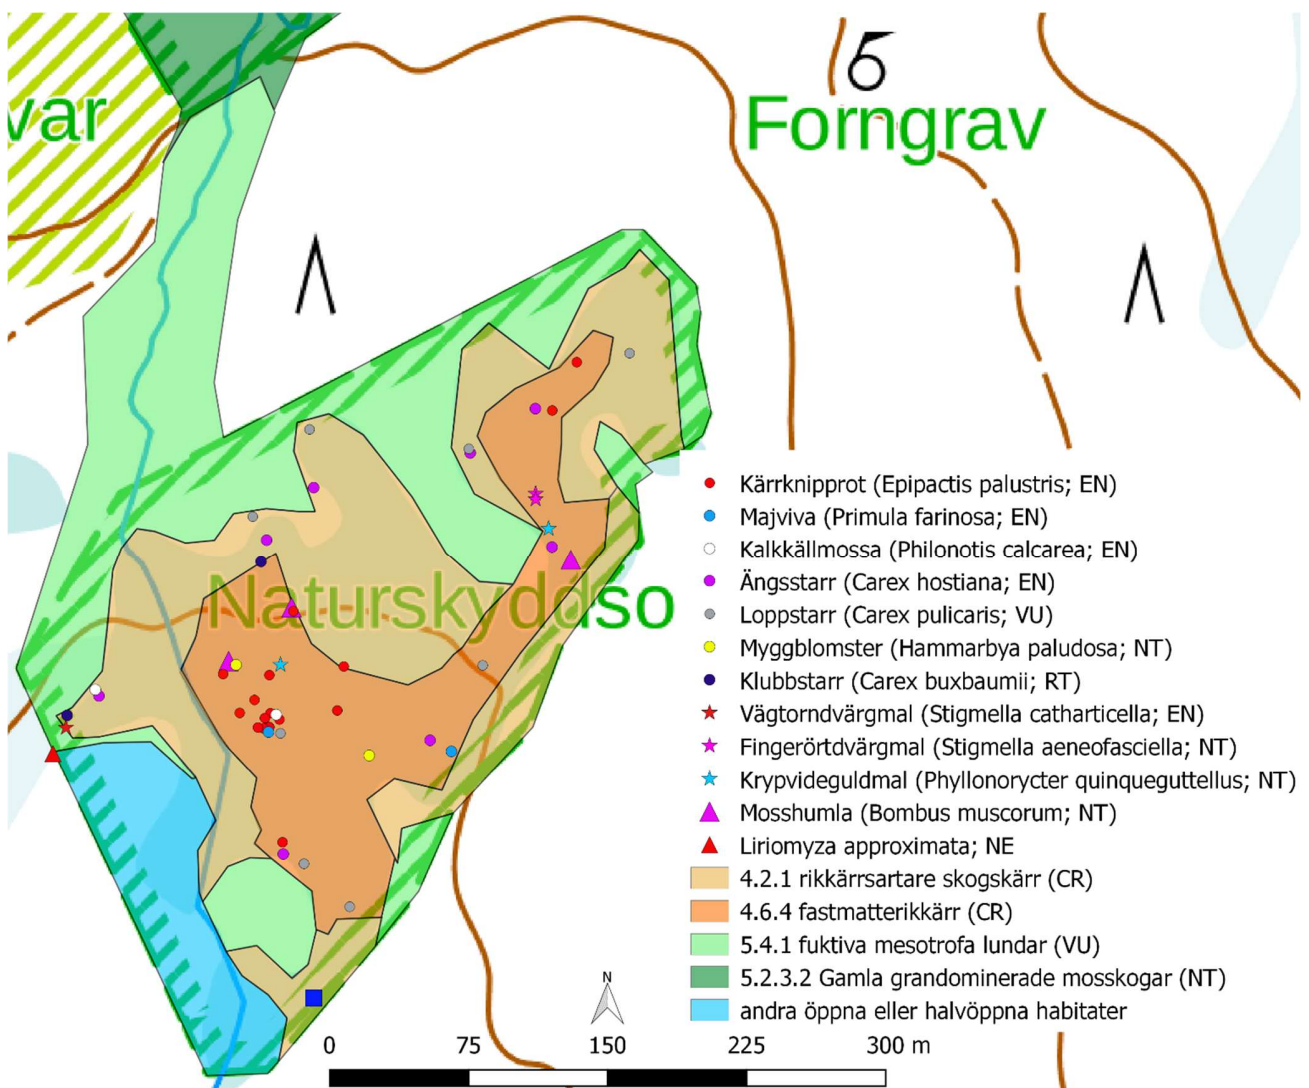 var
6
Forngrav
Naturskyddso
Kärrknipprot (Epipactis palustris; EN)
Majviva (Primula farinosa; EN)
Kalkkällmossa (Philonotis calcarea; EN)
Ängsstarr (Carex hostiana; EN)
Loppstarr (Carex pulicaris; VU)
Myggblomster (Hammarbya paludosa; NT)
Klubbstarr (Carex buxbaumii; RT)
Vägtorndvärgmal (Stigmella catharticella; EN)
Fingerörtdvärgmal (Stigmella aeneofasciella; NT)
Krypvideguldmal (Phyllonorycter quinqueguttellus; NT)
Mosshumla (Bombus muscorum; NT)
Liriomyza approximata; NE
4.2.1 rikkärrsartare skogskärr (CR)
4.6.4 fastmatterikkärr (CR)
5.4.1 fuktiva mesotrofa lundar (VU)
5.2.3.2 Gamla grandominerade mosskogar (NT)
andra öppna eller halvöppna habitater
N
0 75 150 225 300 m